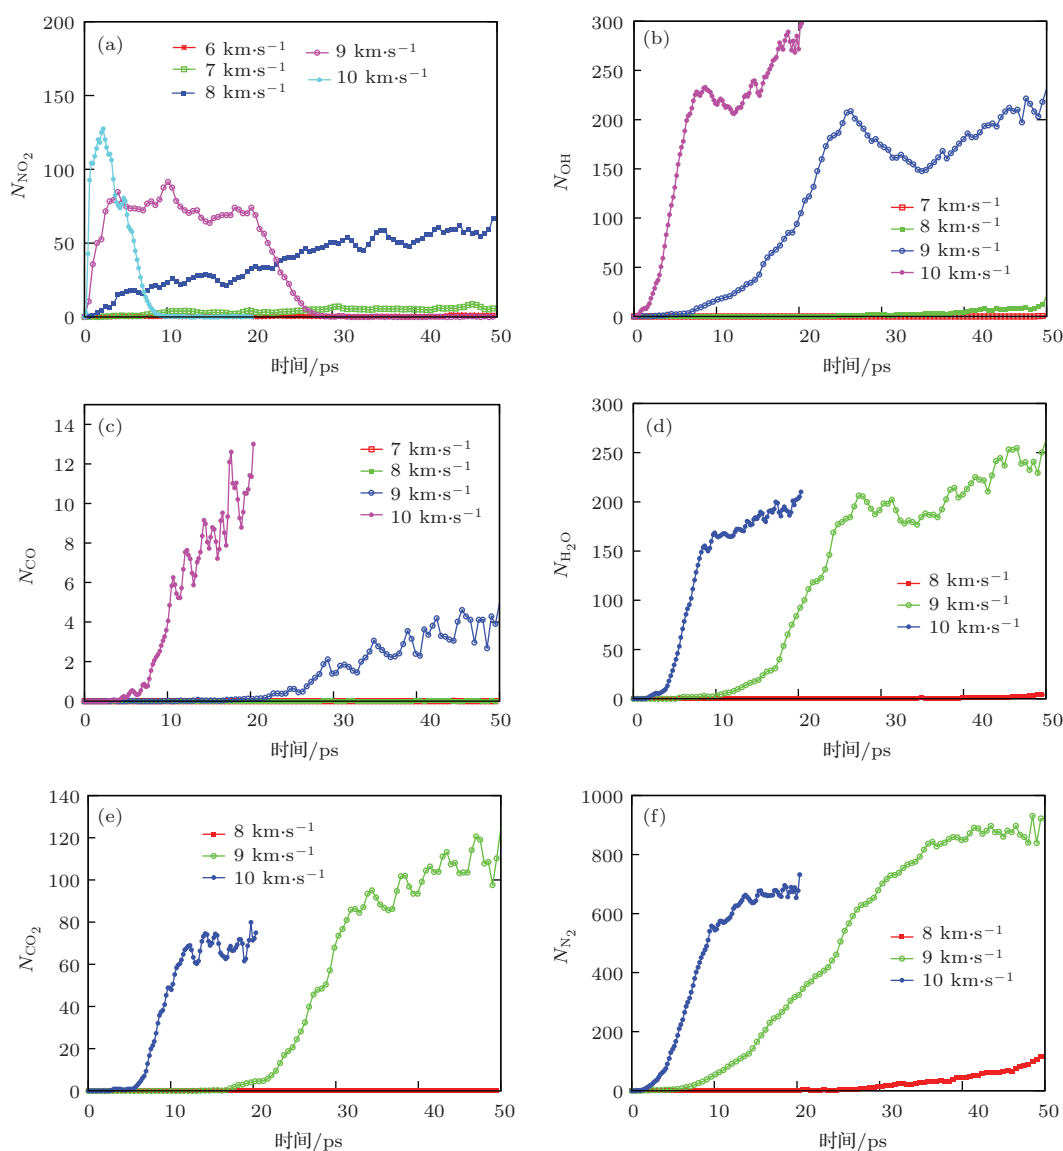 (a)
200
150
100
50
0
N_NO₂
6 km·s⁻¹
7 km·s⁻¹
8 km·s⁻¹
9 km·s⁻¹
10 km·s⁻¹
0 10 20 30 40 50
时间/ps
(b)
300
250
200
150
100
50
0
N_OH
7 km·s⁻¹
8 km·s⁻¹
9 km·s⁻¹
10 km·s⁻¹
0 10 20 30 40 50
时间/ps
(c)
14
12
10
8
6
4
2
0
N_CO
7 km·s⁻¹
8 km·s⁻¹
9 km·s⁻¹
10 km·s⁻¹
0 10 20 30 40 50
时间/ps
(d)
300
250
200
150
100
50
0
N_H₂O
8 km·s⁻¹
9 km·s⁻¹
10 km·s⁻¹
0 10 20 30 40 50
时间/ps
(e)
140
120
100
80
60
40
20
0
N_CO₂
8 km·s⁻¹
9 km·s⁻¹
10 km·s⁻¹
0 10 20 30 40 50
时间/ps
(f)
1000
800
600
400
200
0
N_N₂
8 km·s⁻¹
9 km·s⁻¹
10 km·s⁻¹
0 10 20 30 40 50
时间/ps